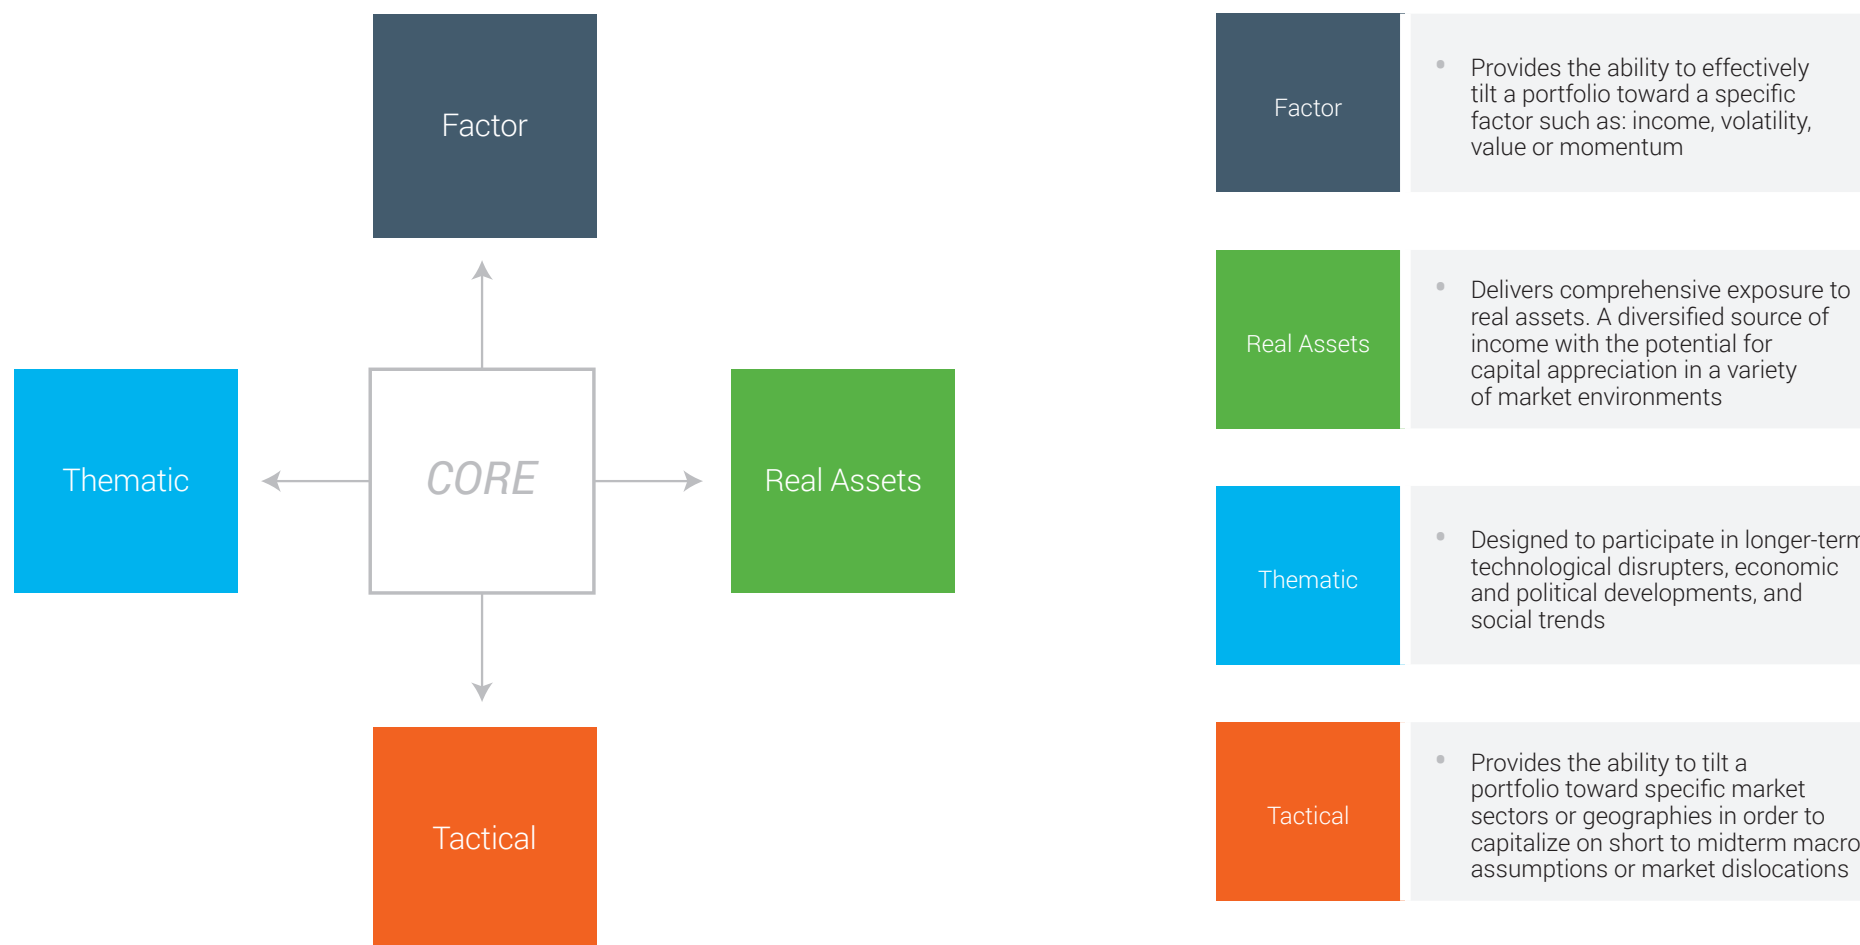 Factor
Thematic
CORE
Real Assets
Tactical
Factor
• Provides the ability to effectively
tilt a portfolio toward a specific
factor such as: income, volatility,
value or momentum
Real Assets
• Delivers comprehensive exposure to
real assets. A diversified source of
income with the potential for
capital appreciation in a variety
of market environments
Thematic
• Designed to participate in longer-term
technological disrupters, economic
and political developments, and
social trends
Tactical
• Provides the ability to tilt a
portfolio toward specific market
sectors or geographies in order to
capitalize on short to midterm macro
assumptions or market dislocations